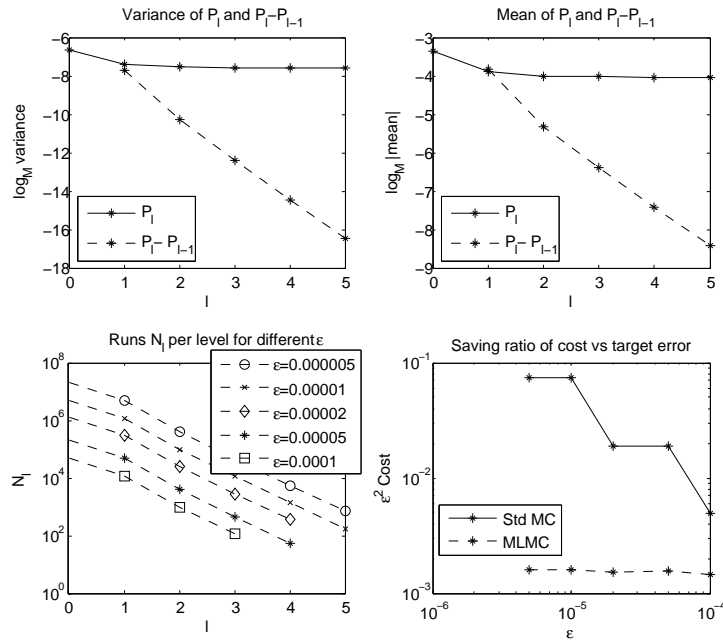 Variance of P_l and P_l–P_l–1
–6
–8
–10
–12
–14
–16
–18
log_M variance
P_l
P_l– P_l–1
0 1 2 3 4 5
l
Mean of P_l and P_l–P_l–1
–3
–4
–5
–6
–7
–8
–9
log_M |mean|
P_l
P_l– P_l–1
0 1 2 3 4 5
l
Runs N_l per level for different ε
10^8
10^6
10^4
10^2
10^0
N_l
ε=0.000005
ε=0.00001
ε=0.00002
ε=0.00005
ε=0.0001
0 1 2 3 4 5
l
Saving ratio of cost vs target error
10^–1
10^–2
10^–3
ε^2 Cost
Std MC
MLMC
10^–6 10^–5 10^–4
ε